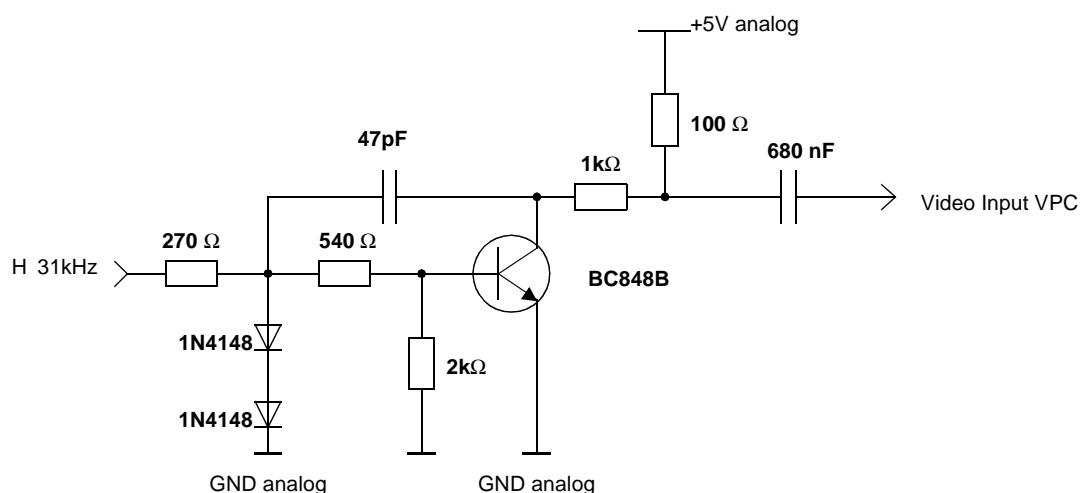 +5V analog
100 Ω
47pF
680 nF
1kΩ
Video Input VPC
270 Ω
540 Ω
H 31kHz
BC848B
1N4148
2kΩ
1N4148
GND analog
GND analog